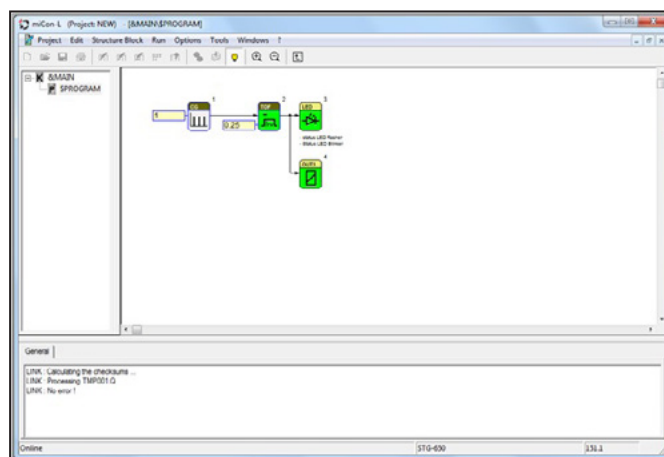 miCon L (Project: NEW) - [&MAIN\$PROGRAM]
Project Edit Structure Block Run Options Tools Windows ?
&MAIN
$PROGRAM
1 2 3
CG TOF LED
1
0.25
- status LED flasher
- status LED Blinker
4
General
LINK : Calculating the checksums ...
LINK : Processing TMP001.Q
LINK : No error !
Online STG-650 151.1